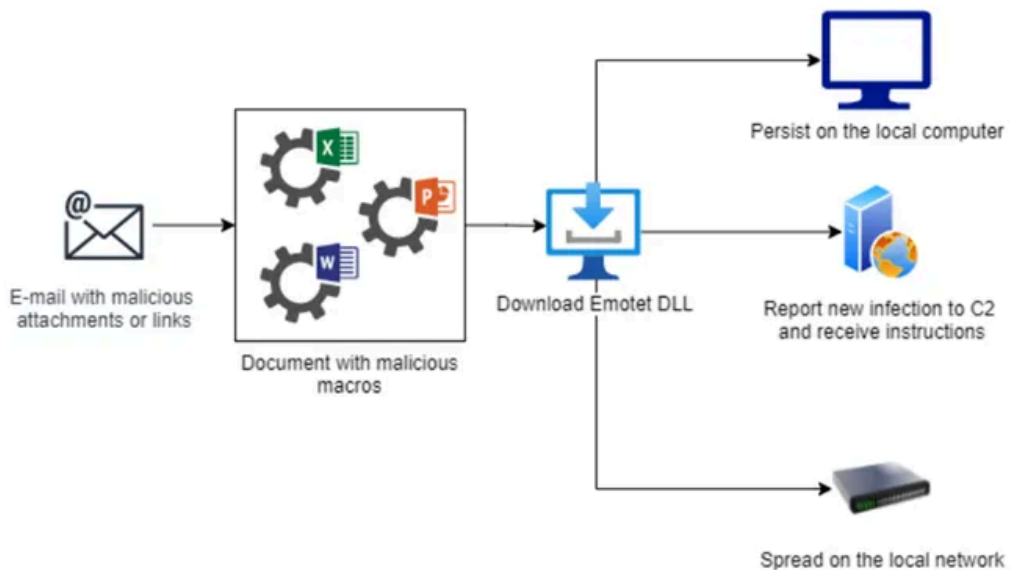 @
E-mail with malicious
attachments or links
X
P
W
Document with malicious
macros
Download Emotet DLL
Persist on the local computer
Report new infection to C2
and receive instructions
Spread on the local network